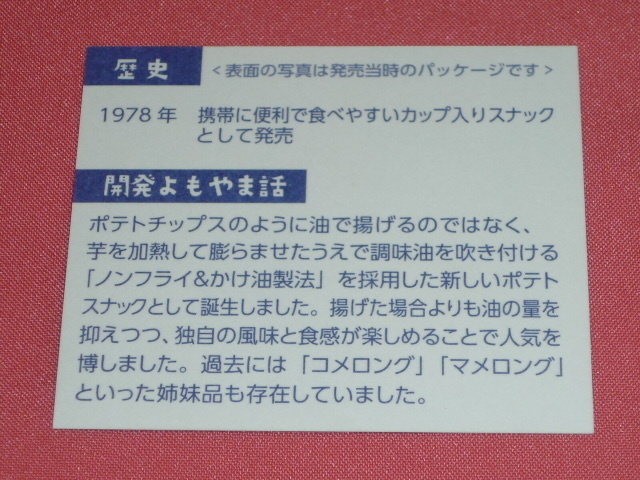 歴史 <表面の写真は発売当時のパッケージです>
1978年 携帯に便利で食べやすいカップ入りスナック
として発売
開発よもやま話
ポテトチップスのように油で揚げるのではなく、
芋を加熱して膨らませたうえで調味油を吹き付ける
「ノンフライ&かけ油製法」を採用した新しいポテト
スナックとして誕生しました。揚げた場合よりも油の量を
抑えつつ、独自の風味と食感が楽しめることで人気を
博しました。過去には「コメロング」「マメロング」
といった姉妹品も存在していました。